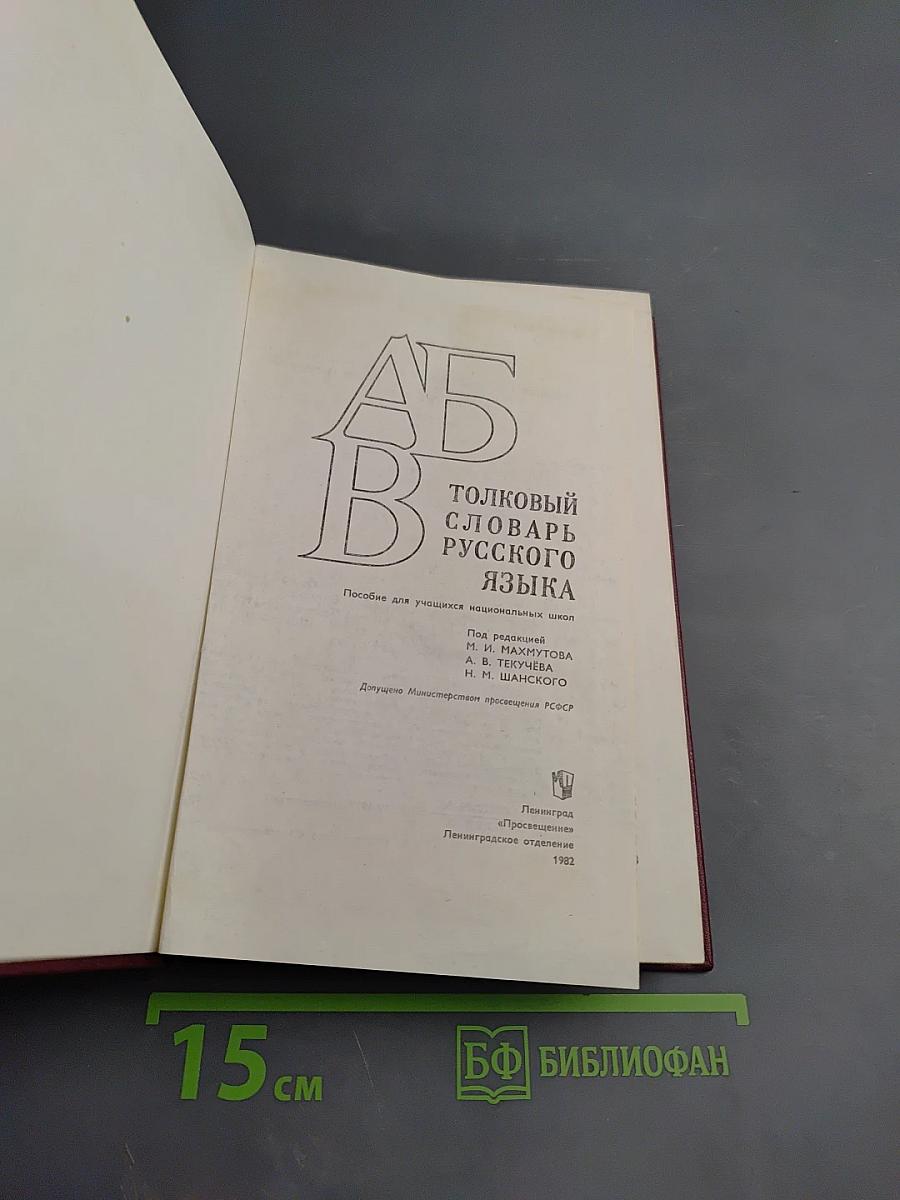 АБ
В
ТОЛКОВЫЙ
СЛОВАРЬ
РУССКОГО
ЯЗЫКА
Пособие для учащихся национальных школ
Под редакцией
М. И. МАХМУТОВА
А. В. ТЕКУЧЁВА
Н. М. ШАНСКОГО
Допущено Министерством просвещения РСФСР
Ленинград
«Просвещение»
Ленинградское отделение
1982
15 см
БФ БИБЛИОФАН